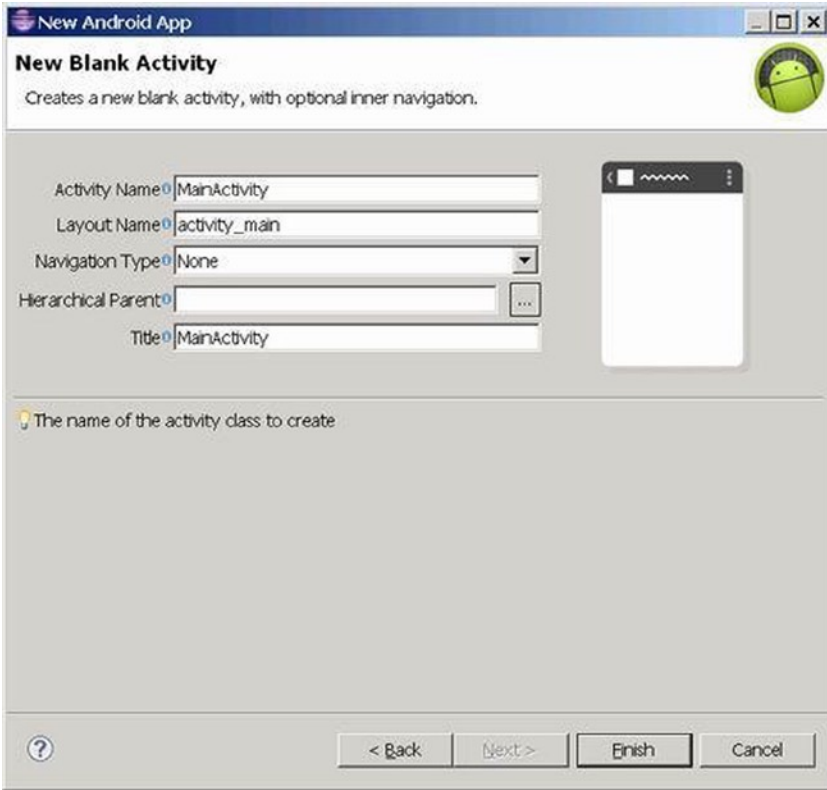 New Android App
New Blank Activity
Creates a new blank activity, with optional inner navigation.
Activity Name MainActivity
Layout Name activity_main
Navigation Type None
Hierarchical Parent ...
Title MainActivity
The name of the activity class to create
?
< Back
Next >
Finish
Cancel